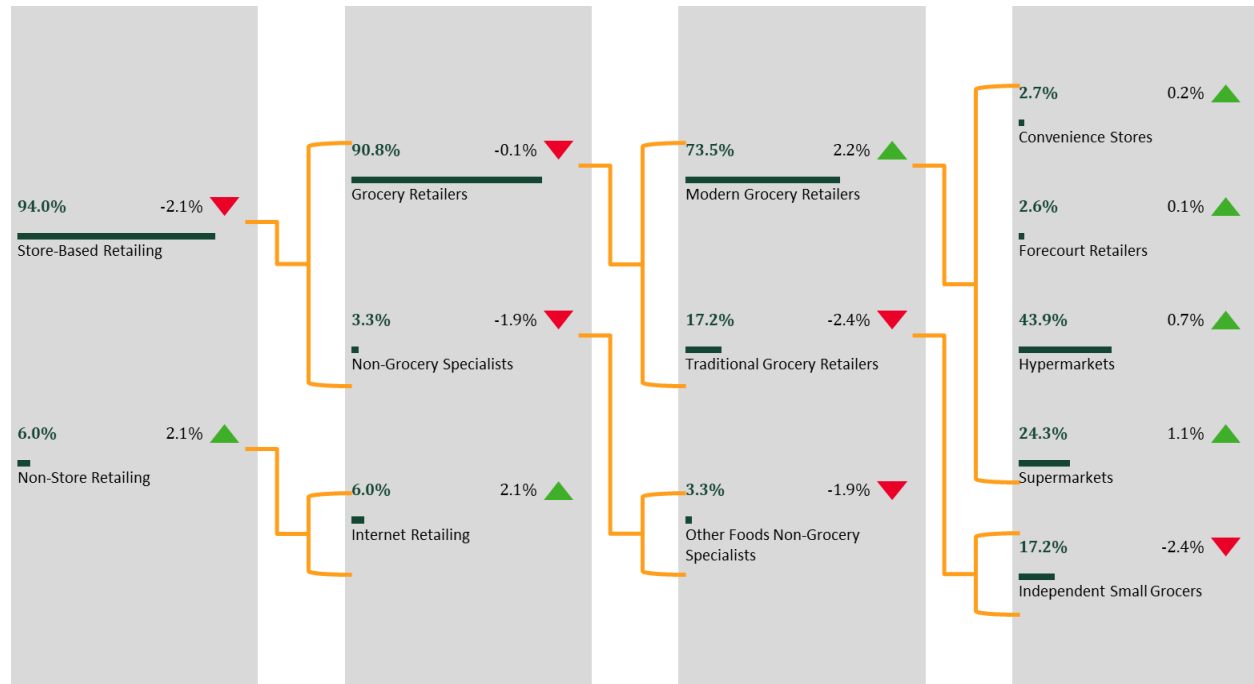 94.0% -2.1%
Store-Based Retailing
6.0% 2.1%
Non-Store Retailing
90.8% -0.1%
Grocery Retailers
3.3% -1.9%
Non-Grocery Specialists
6.0% 2.1%
Internet Retailing
73.5% 2.2%
Modern Grocery Retailers
17.2% -2.4%
Traditional Grocery Retailers
3.3% -1.9%
Other Foods Non-Grocery
Specialists
2.7% 0.2%
Convenience Stores
2.6% 0.1%
Forecourt Retailers
43.9% 0.7%
Hypermarkets
24.3% 1.1%
Supermarkets
17.2% -2.4%
Independent Small Grocers